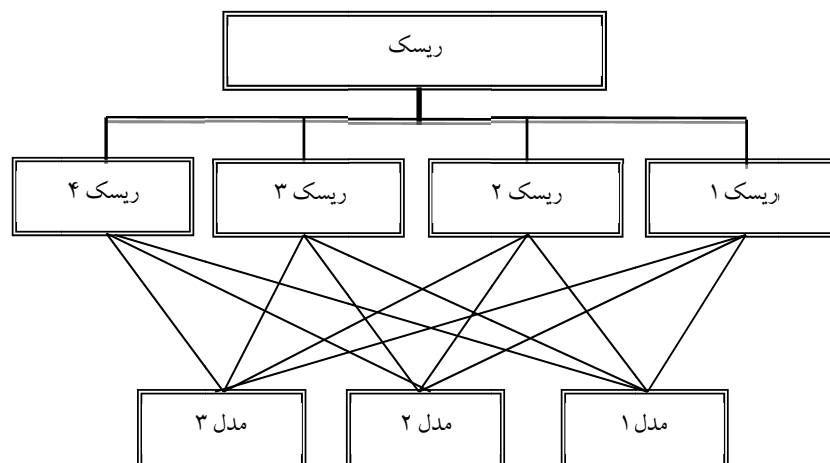 ریسک
ریسک ۱
ریسک ۲
ریسک ۳
ریسک ۴
مدل ۱
مدل ۲
مدل ۳